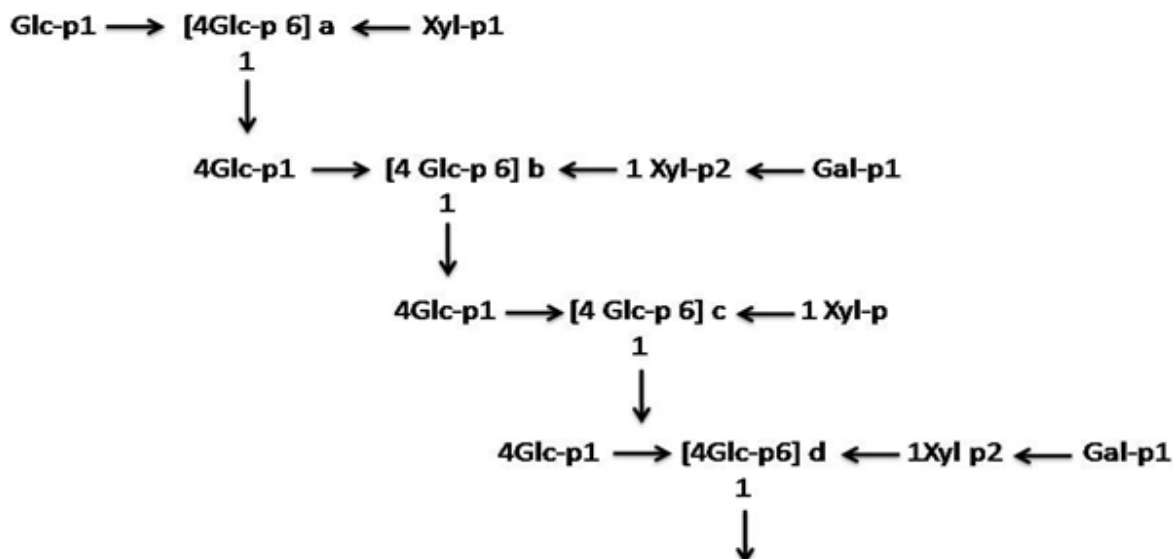 Glc-p1 → [4Glc-p 6] a ← Xyl-p1
1
4Glc-p1 → [4 Glc-p 6] b ← 1 Xyl-p2 ← Gal-p1
1
4Glc-p1 → [4 Glc-p 6] c ← 1 Xyl-p
1
4Glc-p1 → [4Glc-p6] d ← 1Xyl p2 ← Gal-p1
1